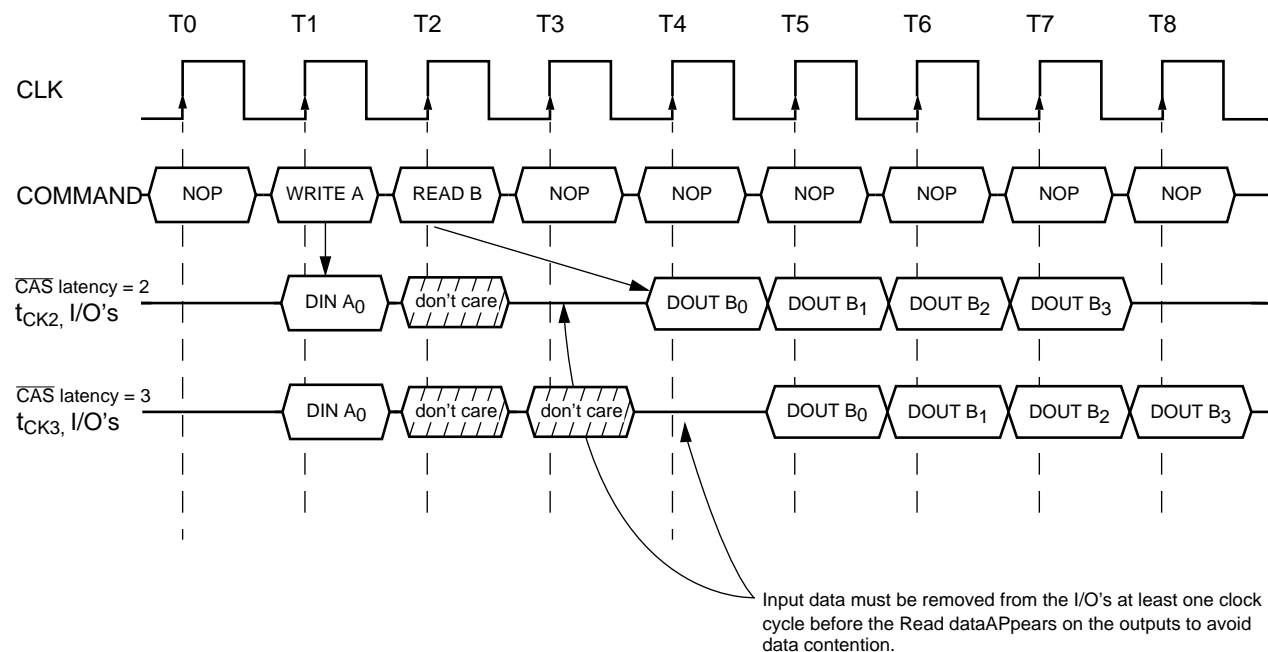 T0 T1 T2 T3 T4 T5 T6 T7 T8
CLK
COMMAND NOP WRITE A READ B NOP NOP NOP NOP NOP NOP
CAS latency = 2
tCK2, I/O's DIN A0 don't care DOUT B0 DOUT B1 DOUT B2 DOUT B3
CAS latency = 3
tCK3, I/O's DIN A0 don't care don't care DOUT B0 DOUT B1 DOUT B2 DOUT B3
Input data must be removed from the I/O's at least one clock
cycle before the Read dataAPpears on the outputs to avoid
data contention.